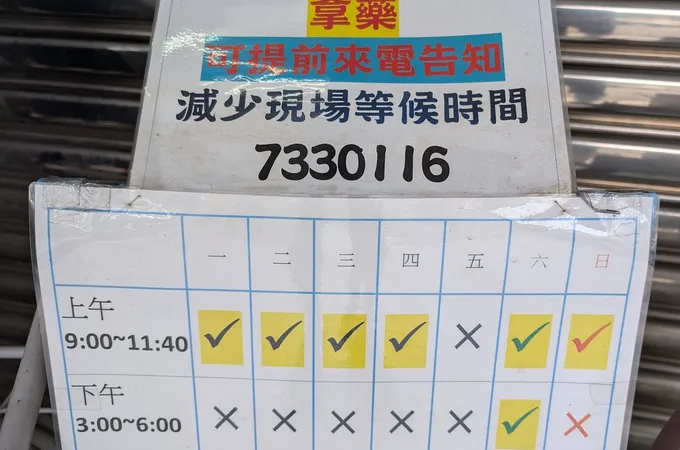 拿藥
可提前來電告知
減少現場等候時間
7330116
一 二 三 四 五 六 日
上午
9:00~11:40 ✓ ✓ ✓ ✓ ✕ ✓ ✓
下午
3:00~6:00 ✕ ✕ ✕ ✕ ✕ ✓ ✕